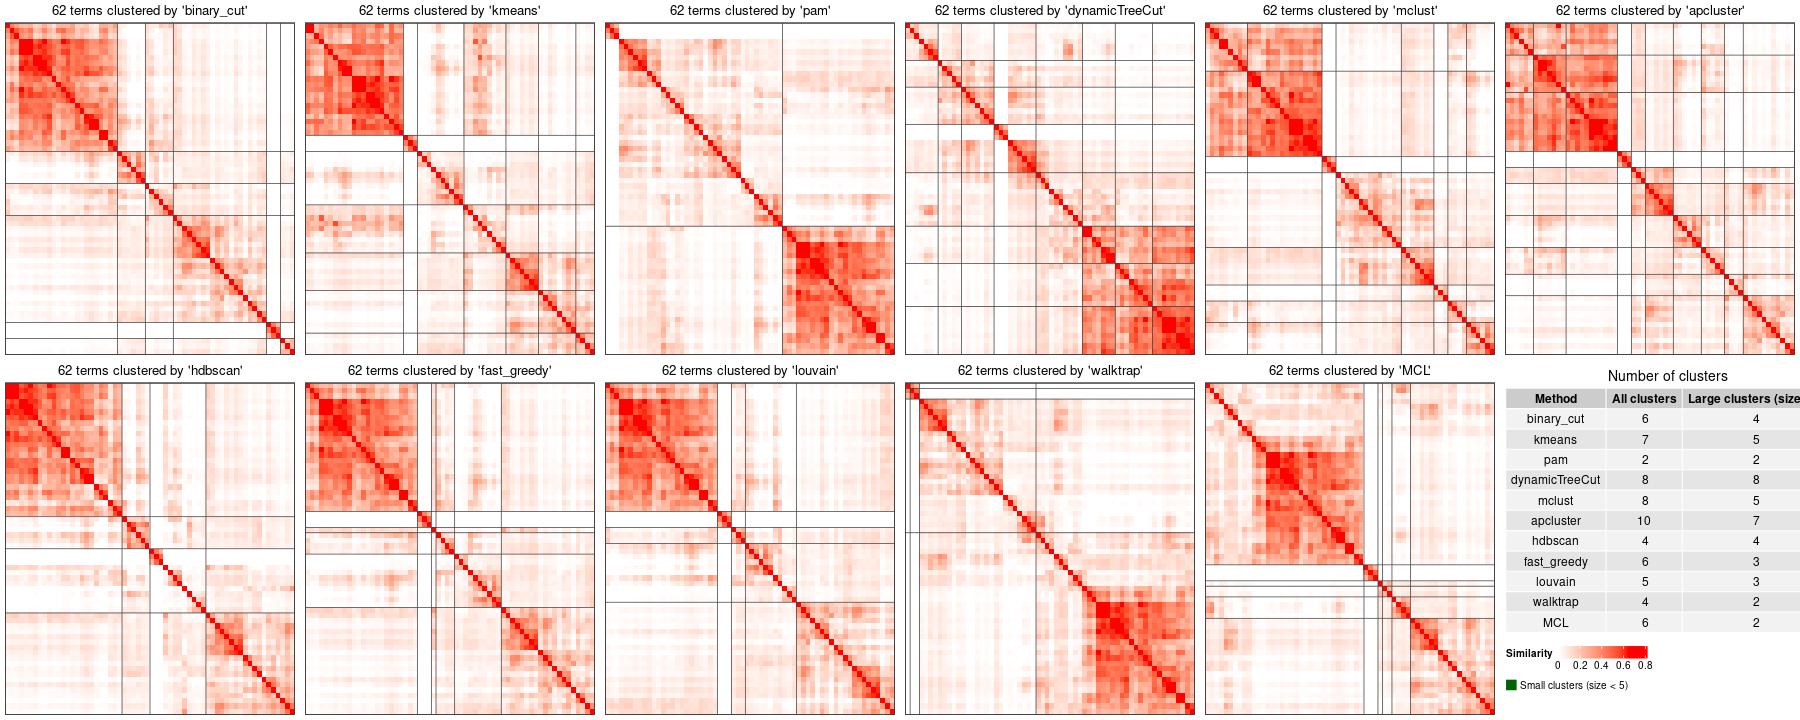 62 terms clustered by 'binary_cut'
62 terms clustered by 'kmeans'
62 terms clustered by 'pam'
62 terms clustered by 'dynamicTreeCut'
62 terms clustered by 'mclust'
62 terms clustered by 'apcluster'
62 terms clustered by 'hdbscan'
62 terms clustered by 'fast_greedy'
62 terms clustered by 'louvain'
62 terms clustered by 'walktrap'
62 terms clustered by 'MCL'
Number of clusters
Method All clusters Large clusters (size
binary_cut 6 4
kmeans 7 5
pam 2 2
dynamicTreeCut 8 8
mclust 8 5
apcluster 10 7
hdbscan 4 4
fast_greedy 6 3
louvain 5 3
walktrap 4 2
MCL 6 2
Similarity
0 0.2 0.4 0.6 0.8
Small clusters (size < 5)